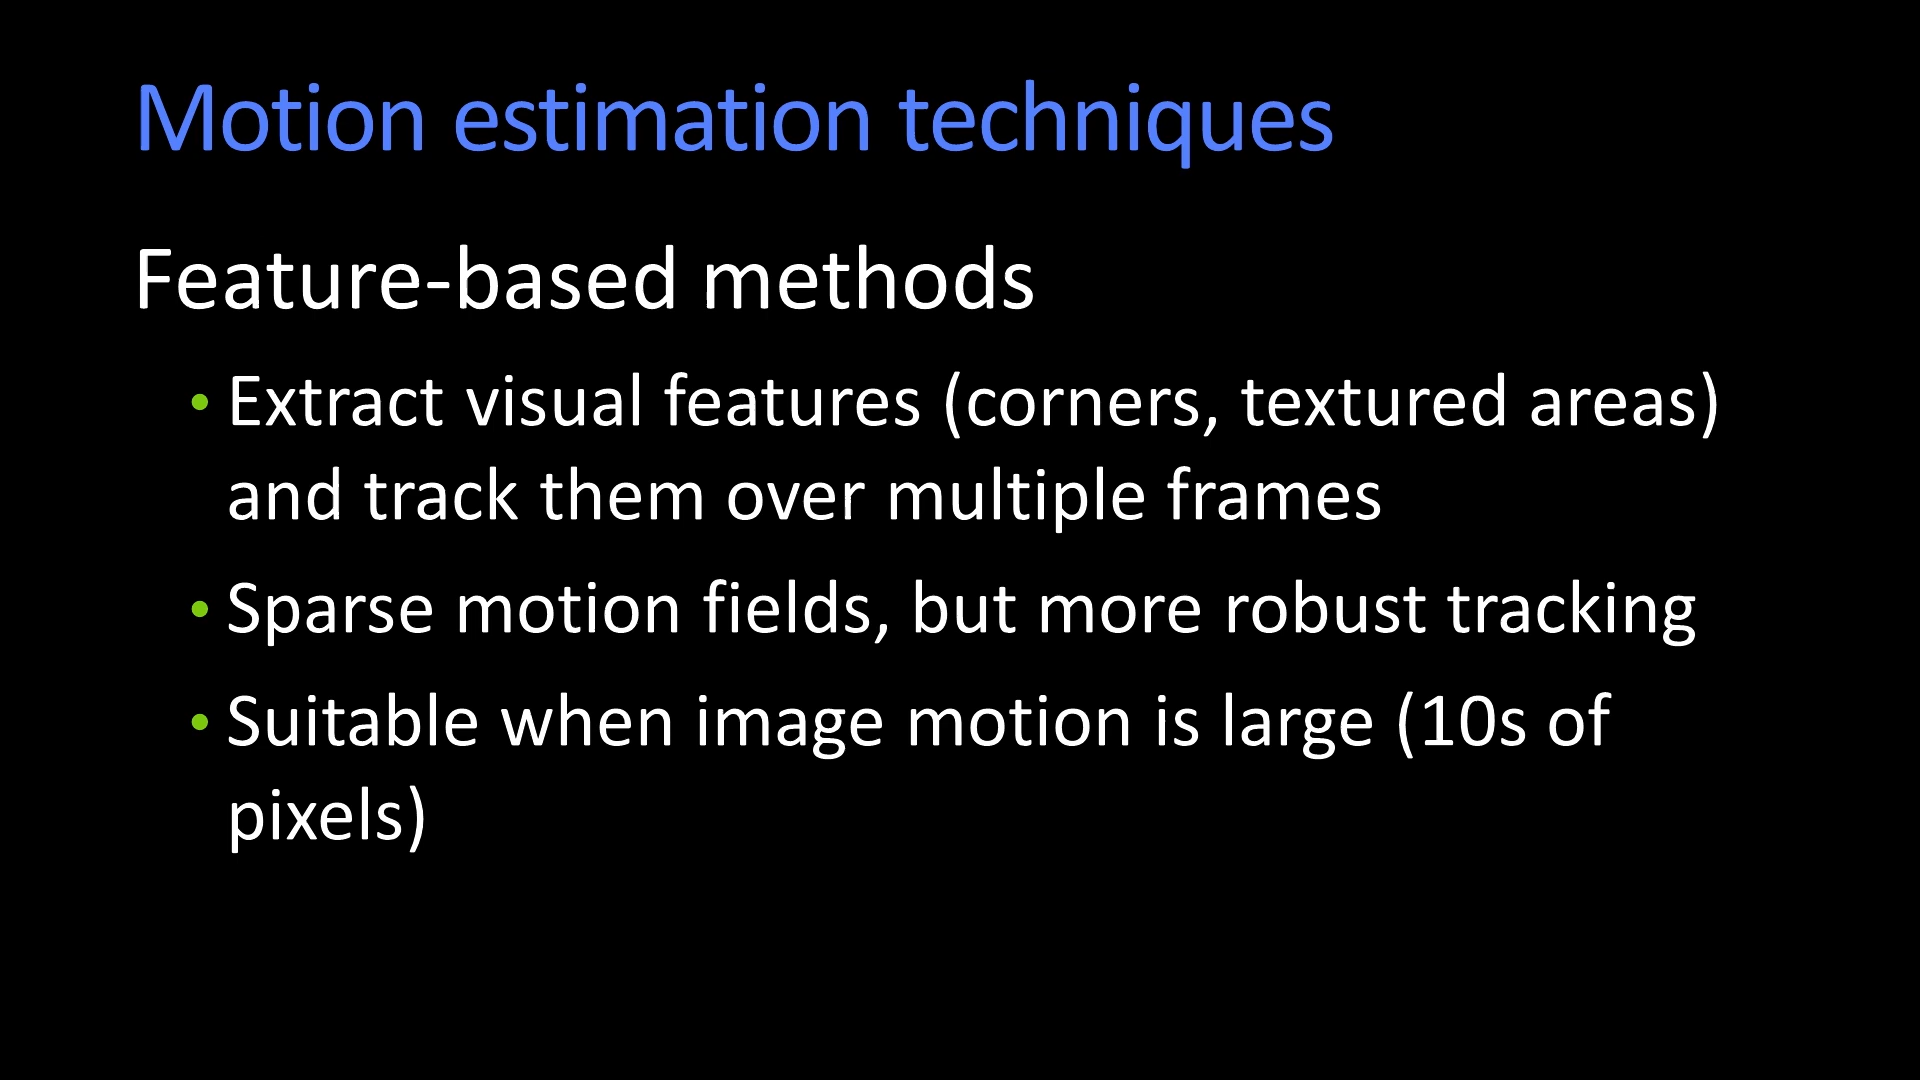 Motion estimation techniques
Feature-based methods
• Extract visual features (corners, textured areas)
and track them over multiple frames
• Sparse motion fields, but more robust tracking
• Suitable when image motion is large (10s of
pixels)